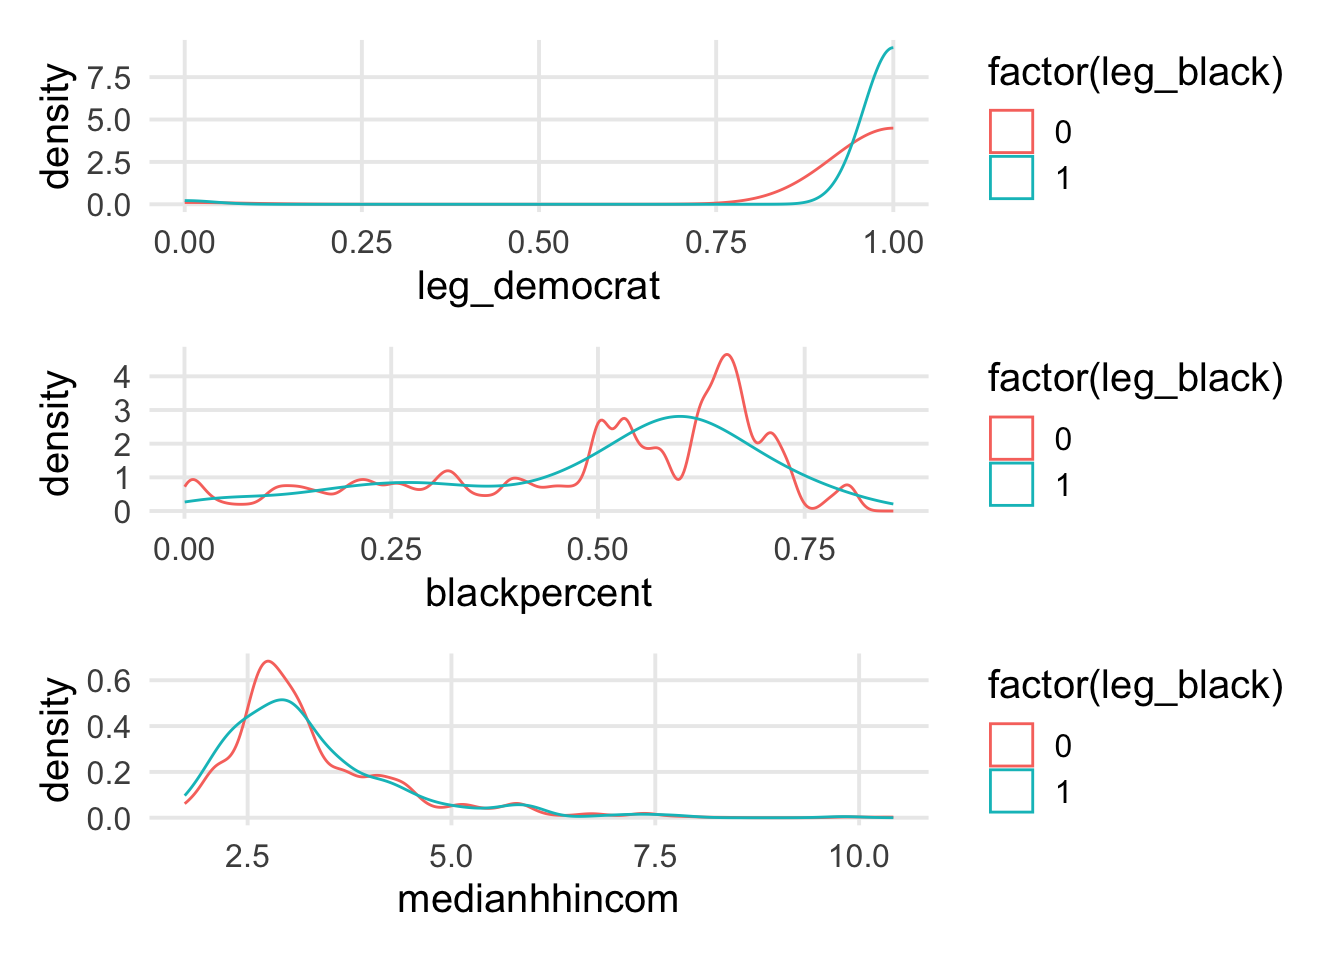 density
7.5
5.0
2.5
0.0
0.00 0.25 0.50 0.75 1.00
leg_democrat
factor(leg_black)
0
1
density
4
3
2
1
0
0.00 0.25 0.50 0.75
blackpercent
factor(leg_black)
0
1
density
0.6
0.4
0.2
0.0
2.5 5.0 7.5 10.0
medianhhincom
factor(leg_black)
0
1